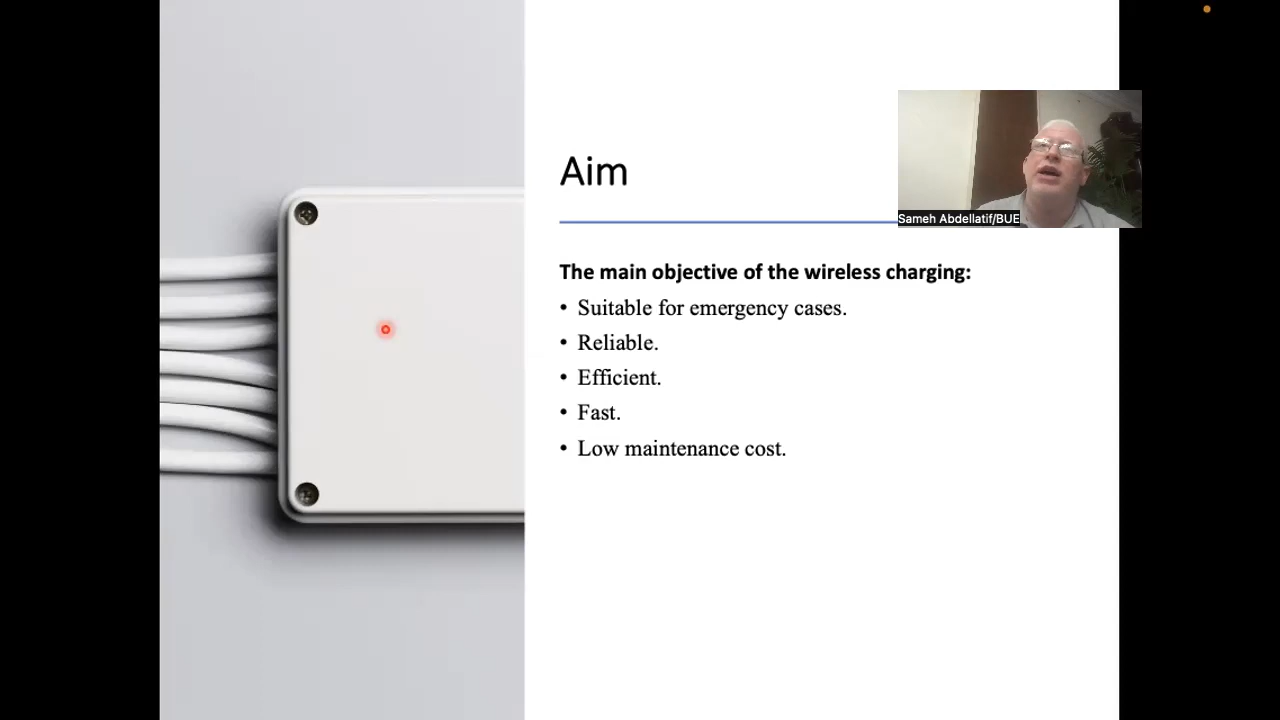 Aim
Sameh Abdellatif/BUE
The main objective of the wireless charging:
• Suitable for emergency cases.
• Reliable.
• Efficient.
• Fast.
• Low maintenance cost.